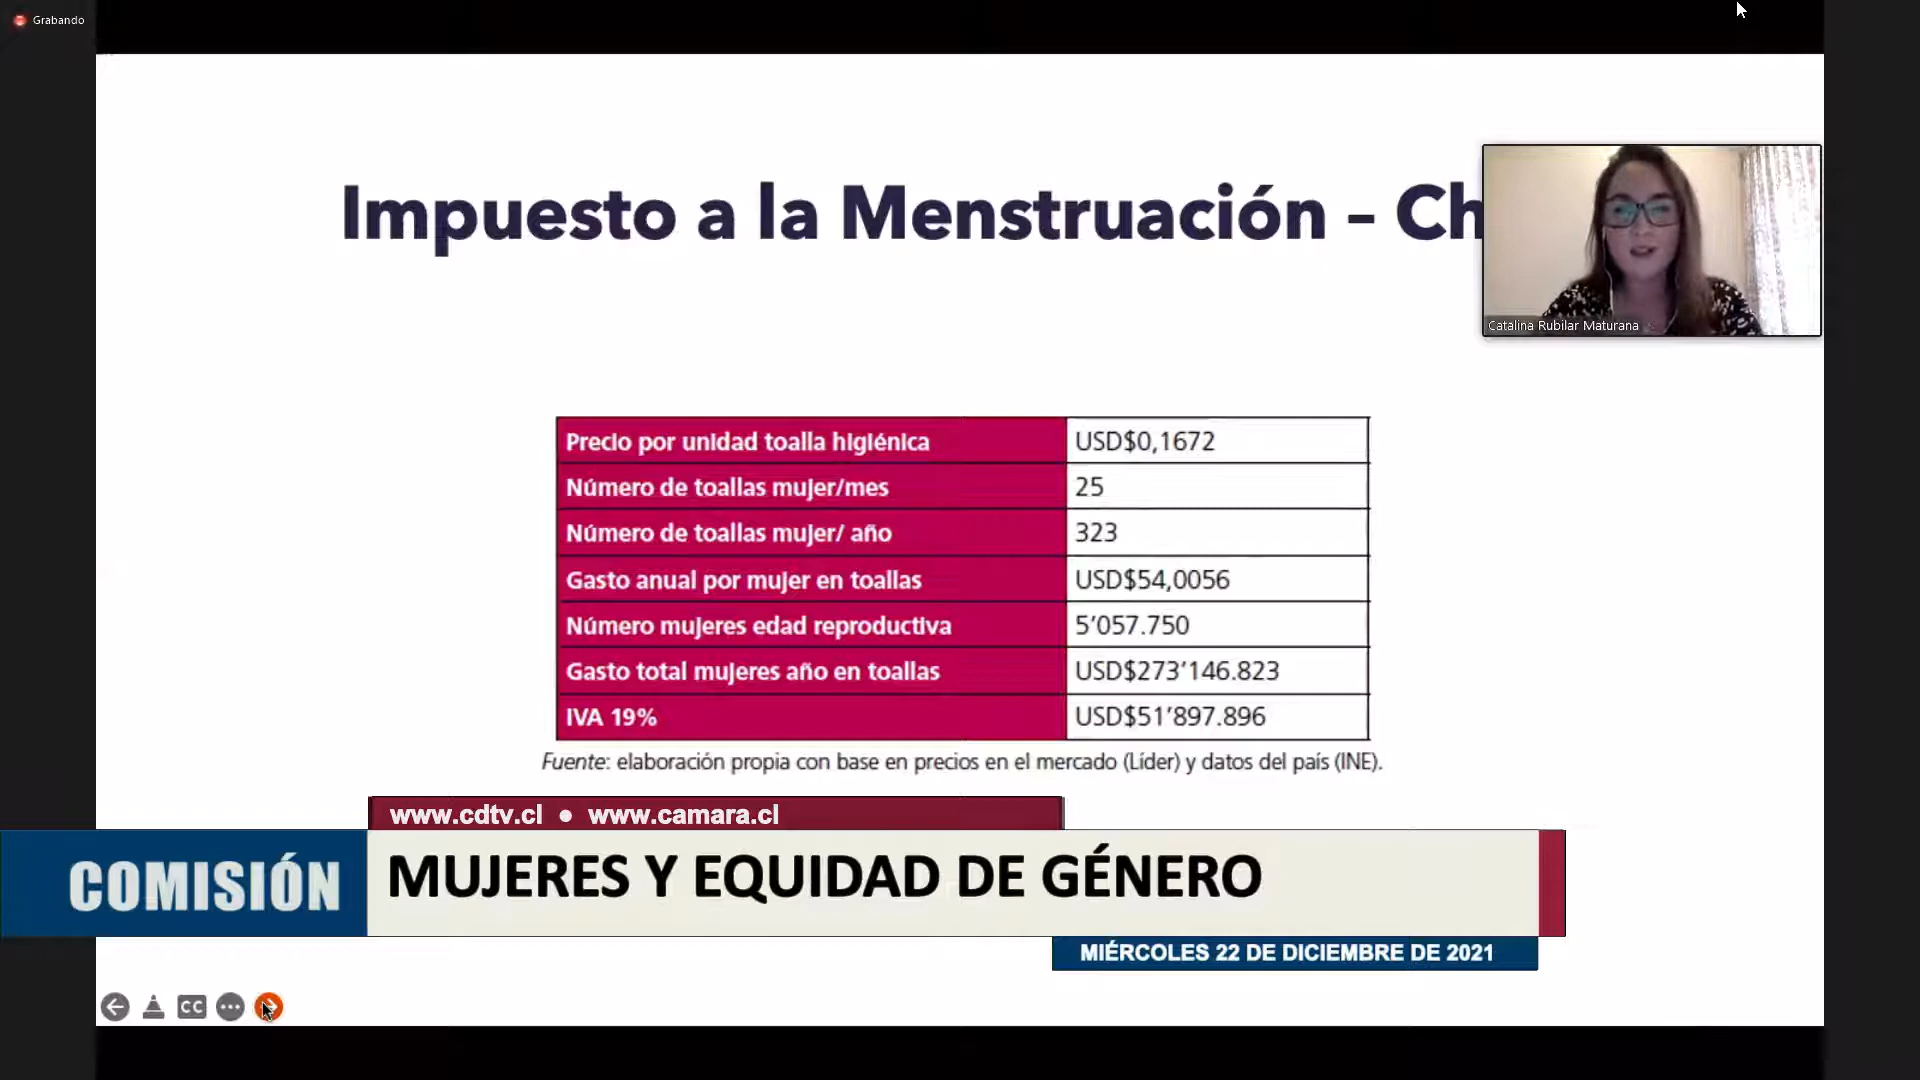 Grabando
Impuesto a la Menstruación – Ch
Catalina Rubilar Maturana
Precio por unidad toalla higiénica USD$0,1672
Número de toallas mujer/mes 25
Número de toallas mujer/ año 323
Gasto anual por mujer en toallas USD$54,0056
Número mujeres edad reproductiva 5’057.750
Gasto total mujeres año en toallas USD$273’146.823
IVA 19% USD$51’897.896
Fuente: elaboración propia con base en precios en el mercado (Líder) y datos del país (INE).
www.cdtv.cl • www.camara.cl
COMISIÓN MUJERES Y EQUIDAD DE GÉNERO
MIÉRCOLES 22 DE DICIEMBRE DE 2021
CC